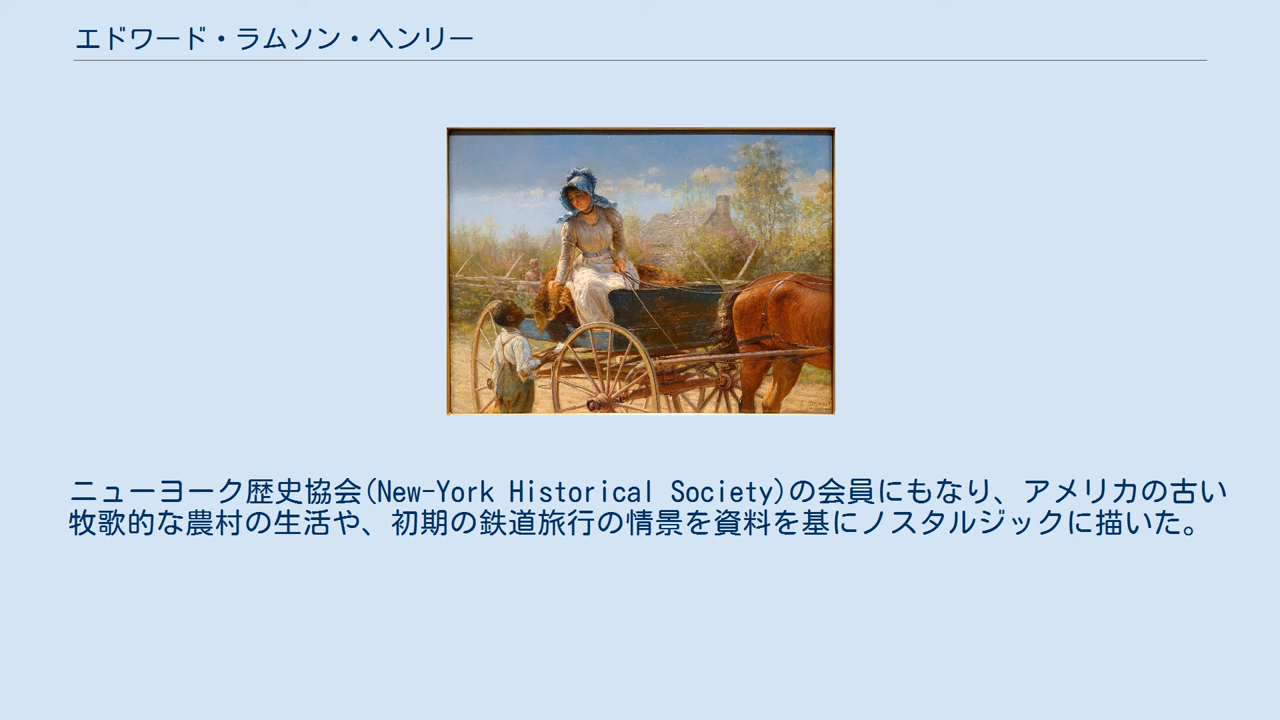 エドワード・ラムソン・ヘンリー
ニューヨーク歴史協会(New-York Historical Society)の会員にもなり、アメリカの古い
牧歌的な農村の生活や、初期の鉄道旅行の情景を資料を基にノスタルジックに描いた。